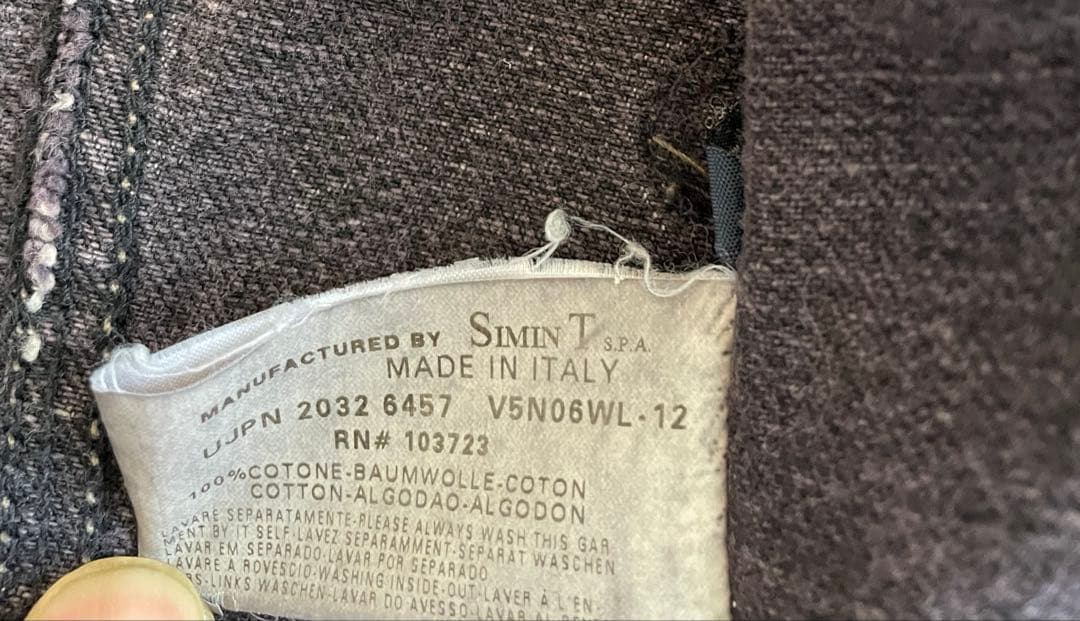 MANUFACTURED BY SIMINT S.P.A.
MADE IN ITALY
UJPN 2032 6457 V5N06WL-12
RN# 103723
100%COTONE-BAUMWOLLE-COTON
COTTON-ALGODAO-ALGODON
LAVARE SEPARATAMENTE-PLEASE ALWAYS WASH THIS GAR
MENT BY IT SELF-LAVEZ SEPARAMMENT-SEPARAT WASCHEN
LAVAR EM SEPARADO-LAVAR POR SEPARADO
LAVARE A ROVESCIO-WASHING INSIDE-OUT-LAVER À L'EN
RS-LINKS WASCHEN-LAVAR DO AVESSO-LAVAR AL